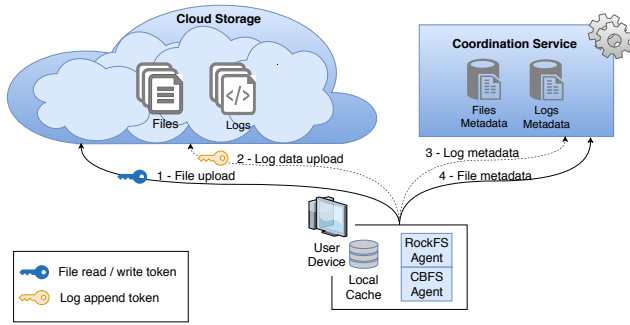 Cloud Storage
Coordination Service
</>
Files
Logs
Files
Metadata
Logs
Metadata
2 - Log data upload
1 - File upload
3 - Log metadata
4 - File metadata
User
Device
Local
Cache
RockFS
Agent
CBFS
Agent
File read / write token
Log append token